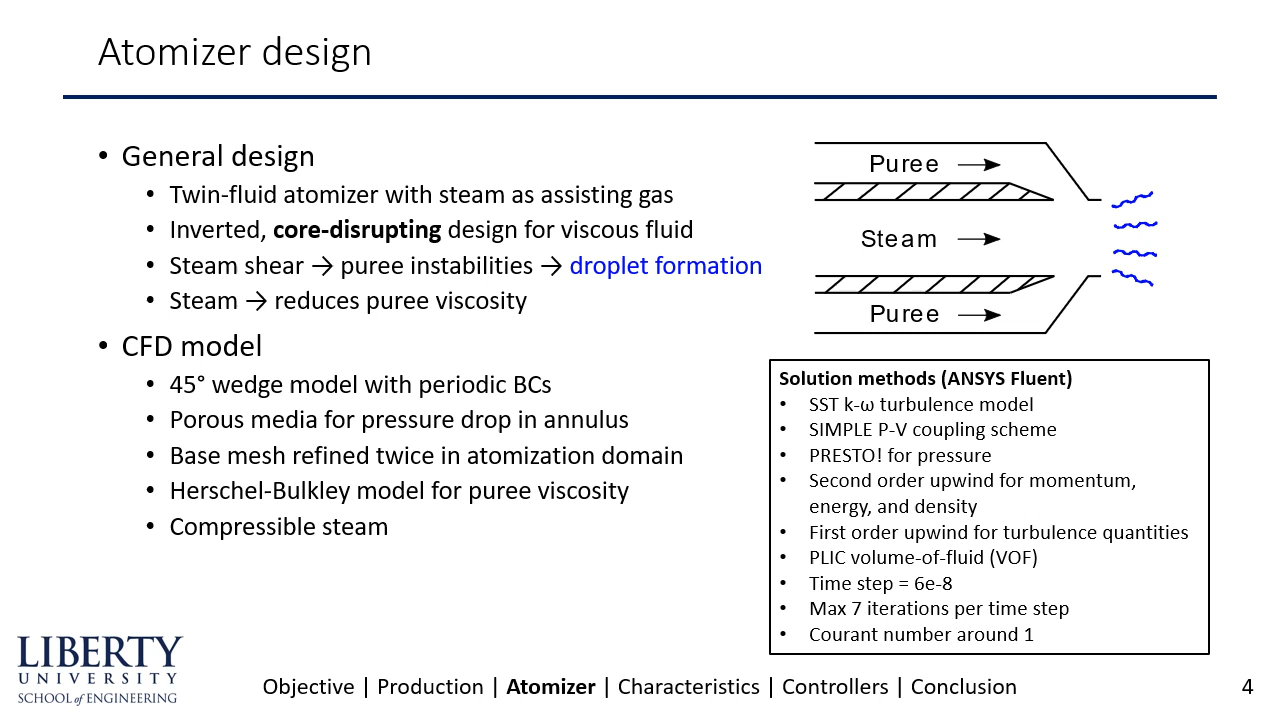 Atomizer design
• General design
• Twin-fluid atomizer with steam as assisting gas
• Inverted, core-disrupting design for viscous fluid
• Steam shear → puree instabilities → droplet formation
• Steam → reduces puree viscosity
• CFD model
• 45° wedge model with periodic BCs
• Porous media for pressure drop in annulus
• Base mesh refined twice in atomization domain
• Herschel-Bulkley model for puree viscosity
• Compressible steam
Puree
Steam
Puree
Solution methods (ANSYS Fluent)
• SST k-ω turbulence model
• SIMPLE P-V coupling scheme
• PRESTO! for pressure
• Second order upwind for momentum,
energy, and density
• First order upwind for turbulence quantities
• PLIC volume-of-fluid (VOF)
• Time step = 6e-8
• Max 7 iterations per time step
• Courant number around 1
LIBERTY
UNIVERSITY
SCHOOL of ENGINEERING
Objective | Production | Atomizer | Characteristics | Controllers | Conclusion
4